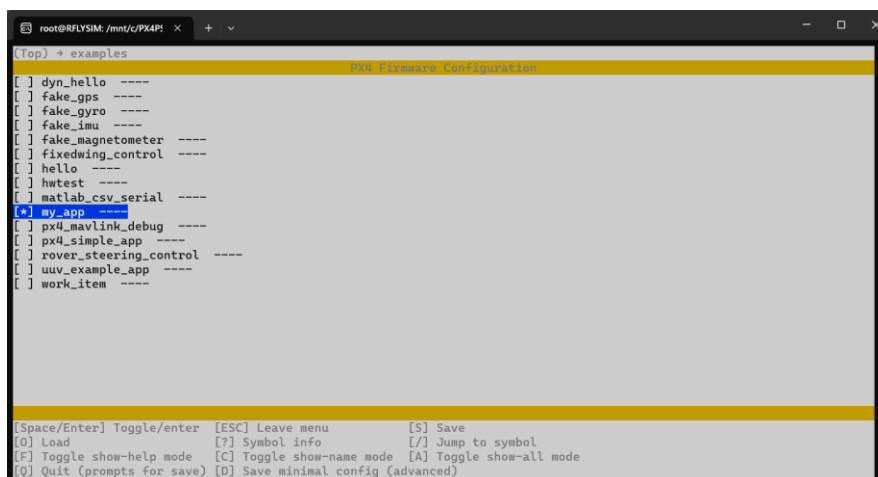 root@RFLYSIM: /mnt/c/PX4PS
(Top) → examples
PX4 Firmware Configuration
[ ] dyn_hello ----
[ ] fake_gps ----
[ ] fake_gyro ----
[ ] fake_imu ----
[ ] fake_magnetometer ----
[ ] fixedwing_control ----
[ ] hello ----
[ ] hwtest ----
[ ] matlab_csv_serial ----
[*] my_app ----
[ ] px4_mavlink_debug ----
[ ] px4_simple_app ----
[ ] rover_steering_control ----
[ ] uuv_example_app ----
[ ] work_item ----
[Space/Enter] Toggle/enter [ESC] Leave menu [S] Save
[O] Load [?] Symbol info [/] Jump to symbol
[F] Toggle show-help mode [C] Toggle show-name mode [A] Toggle show-all mode
[Q] Quit (prompts for save) [D] Save minimal config (advanced)